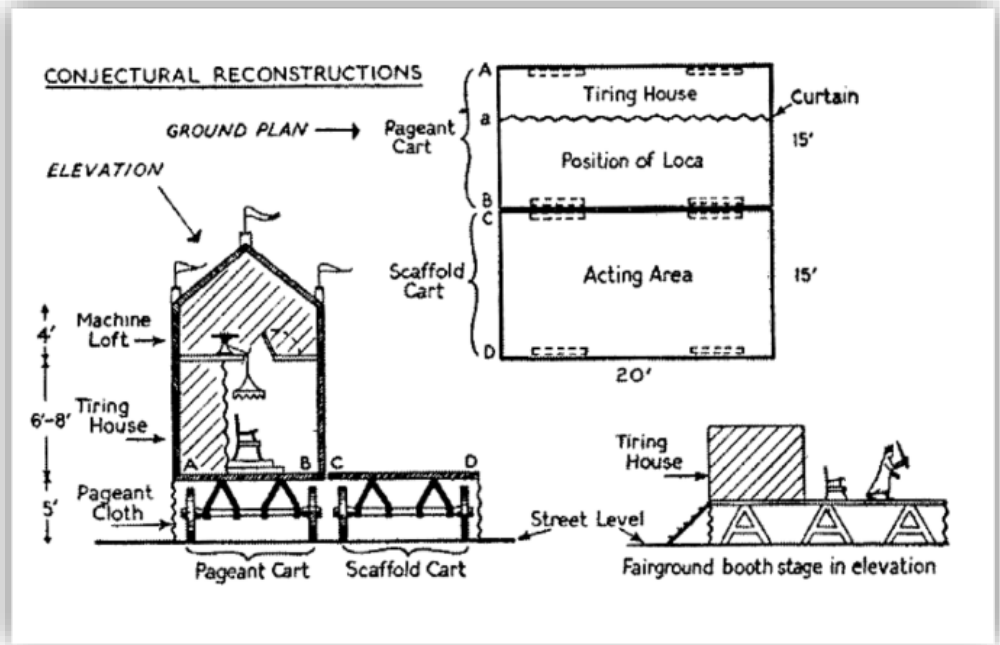 CONJECTURAL RECONSTRUCTIONS
GROUND PLAN
ELEVATION
Pageant
Cart
A
a
B
C
D
Tiring House
Curtain
15'
Position of Loca
Scaffold
Cart
Acting Area
15'
20'
Machine
Loft
4'
Tiring
House
6'-8'
A B C D
Pageant
Cloth
5'
Street Level
Pageant Cart
Scaffold Cart
Tiring
House
Fairground booth stage in elevation